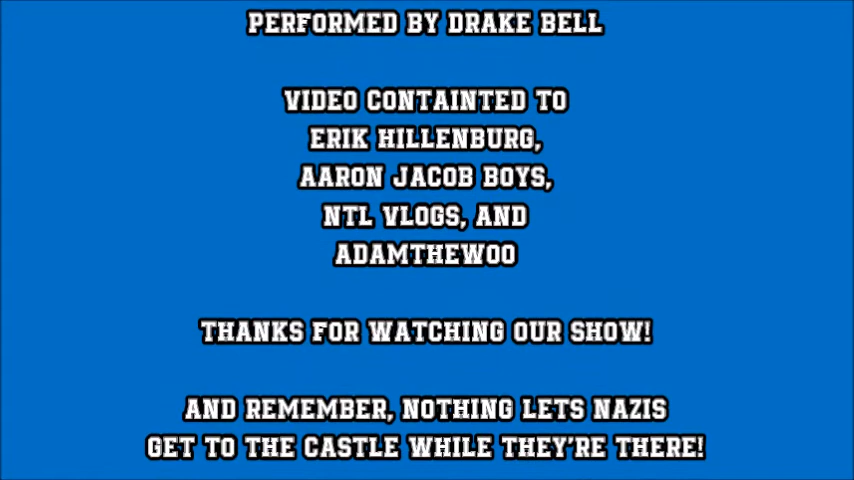 PERFORMED BY DRAKE BELL
VIDEO CONTAINTED TO
ERIK HILLENBURG,
AARON JACOB BOYS,
NTL VLOGS, AND
ADAMTHEWOO
THANKS FOR WATCHING OUR SHOW!
AND REMEMBER, NOTHING LETS NAZIS
GET TO THE CASTLE WHILE THEY'RE THERE!